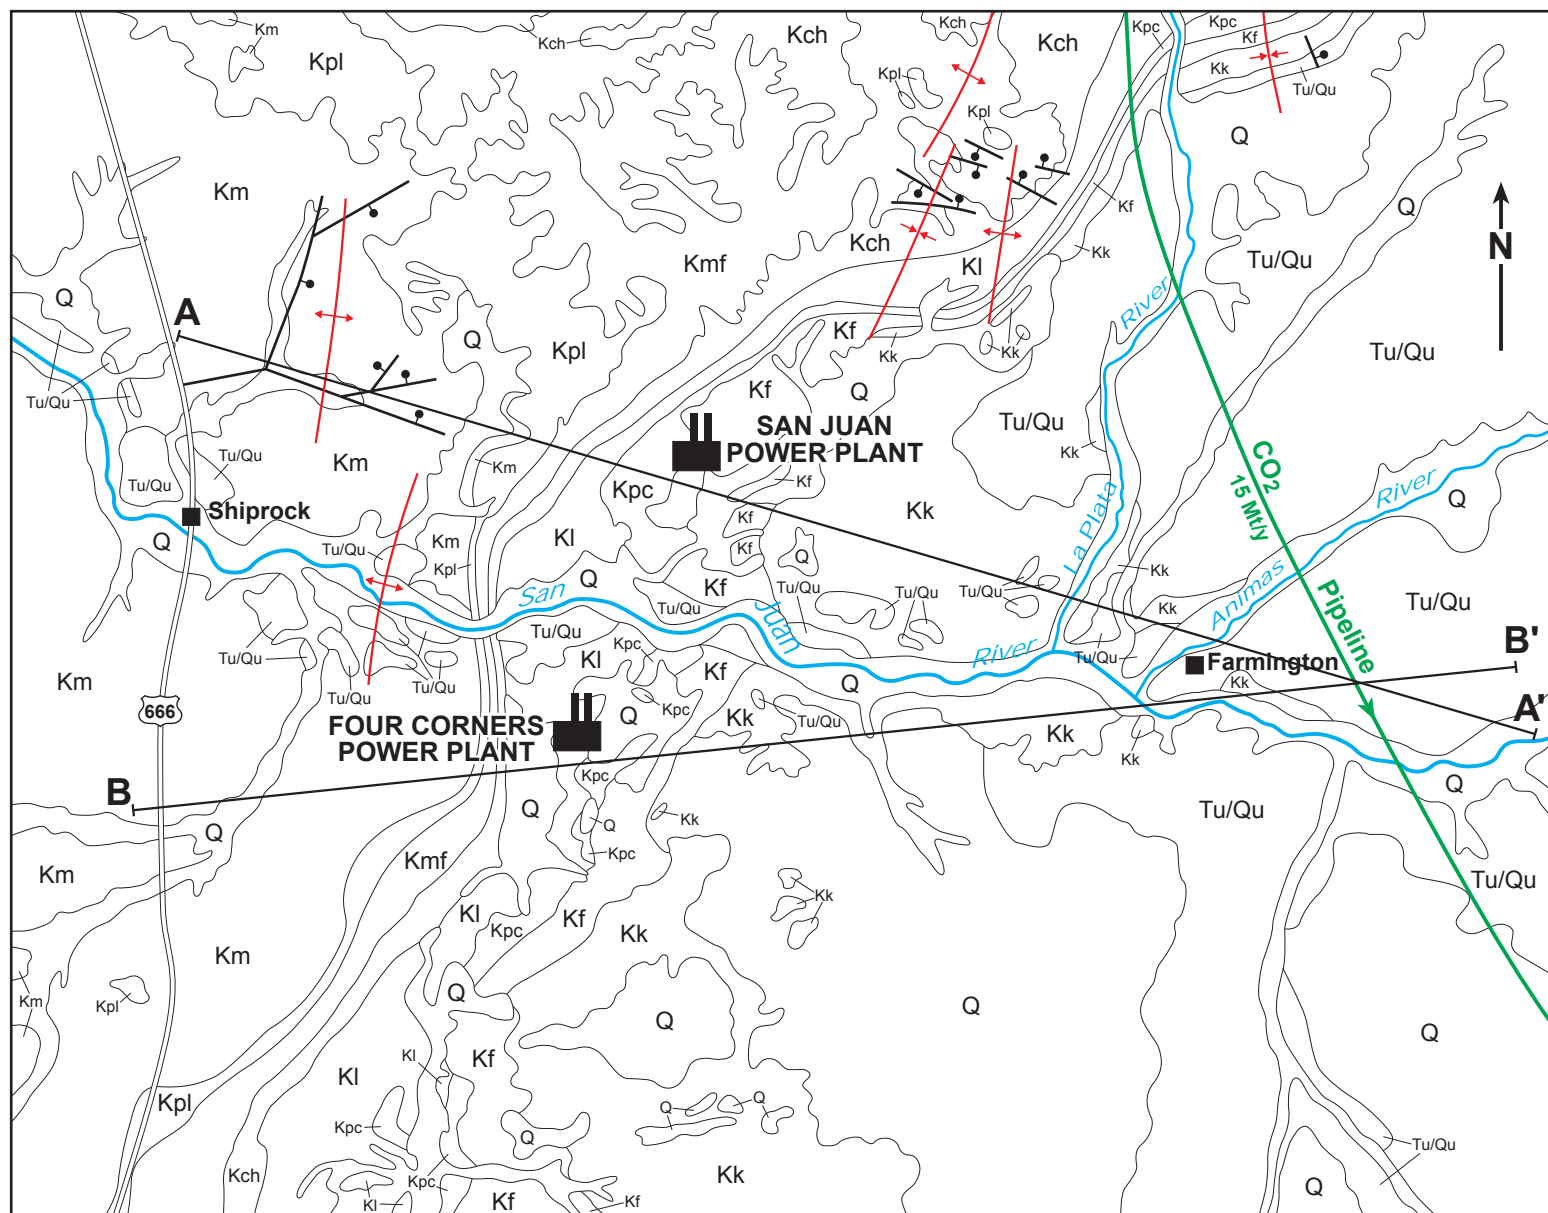 Km
Kch
Kch
Kch
Kpc
Kpc
Kf
Kpl
Kpl
Kk
Tu/Qu
Kpl
Q
Km
Kf
Q
Kch
Kmf
Kl
Kk
Tu/Qu
N
Q
A
River
Q
Kpl
Kf
Kk
Kk
Tu/Qu
Tu/Qu
Kf
Q
SAN JUAN
POWER PLANT
Tu/Qu
Kk
CO2
15 Mt/y
Tu/Qu
Km
Km
Tu/Qu
Kpc
Kf
River
Q
Shiprock
Kf
Kk
La Plata
Q
Tu/Qu
Km
Kpl
Kl
Kf
Q
Kk
Animas
Q
San
Kf
Tu/Qu
Tu/Qu
Tu/Qu
Pipeline
Tu/Qu
Tu/Qu
Tu/Qu
Juan
Kk
Kpc
Kl
River
Tu/Qu
Farmington
B'
Km
Tu/Qu
Tu/Qu
Tu/Qu
Kf
Q
Kk
666
FOUR CORNERS
POWER PLANT
Q
Kpc
Kk
Tu/Qu
Kk
Kk
A'
Kpc
B
Q
Q
Q
Kk
Tu/Qu
Q
Kmf
Kpc
Km
Kk
Tu/Qu
Kl
Kf
Kpc
Kk
Km
Km
Kpl
Q
Q
Q
Q
Kl
Kf
Kl
Kpl
Q
Q
Kpc
Q
Tu/Qu
Kch
Kpc
Kk
Kl
Kf
Kf
Q